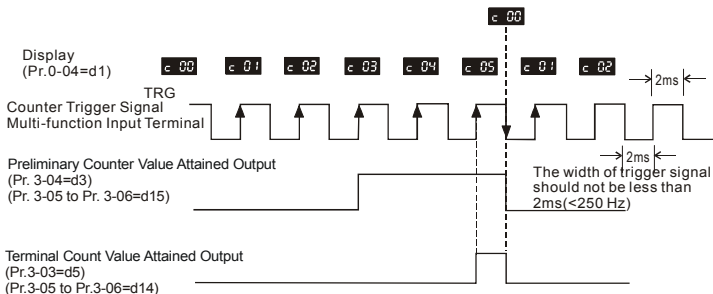 c 00
Display
(Pr.0-04=d1)
c 00 c 01 c 02 c 03 c 04 c 05 c 01 c 02
2ms
TRG
Counter Trigger Signal
Multi-function Input Terminal
2ms
Preliminary Counter Value Attained Output
(Pr. 3-04=d3)
(Pr. 3-05 to Pr. 3-06=d15)
The width of trigger signal
should not be less than
2ms(<250 Hz)
Terminal Count Value Attained Output
(Pr.3-03=d5)
(Pr.3-05 to Pr.3-06=d14)